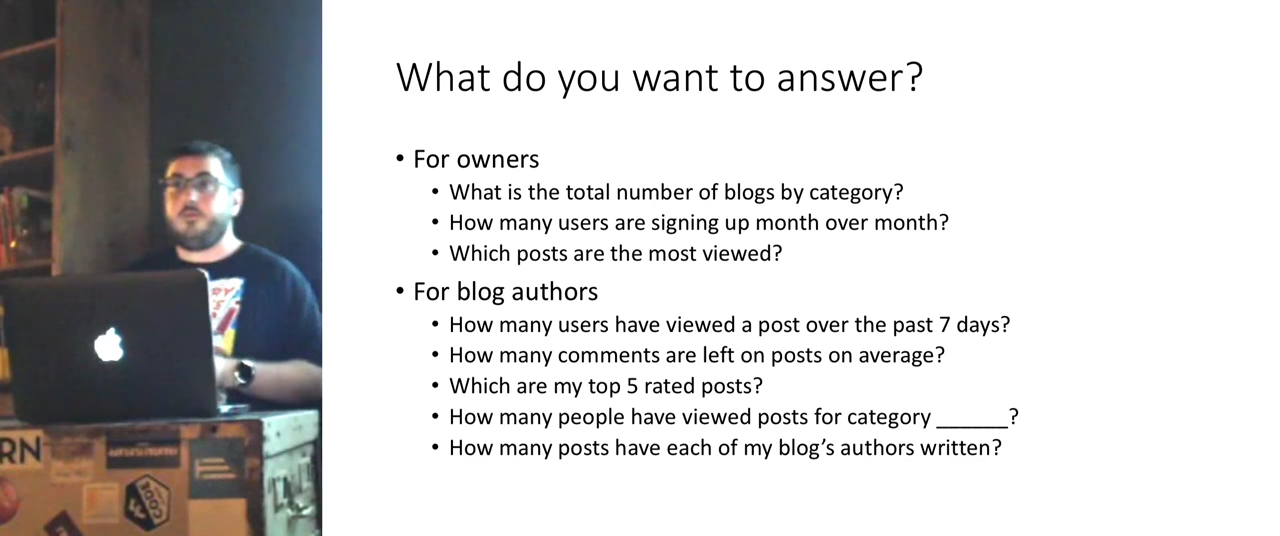 What do you want to answer?
• For owners
• What is the total number of blogs by category?
• How many users are signing up month over month?
• Which posts are the most viewed?
• For blog authors
• How many users have viewed a post over the past 7 days?
• How many comments are left on posts on average?
• Which are my top 5 rated posts?
• How many people have viewed posts for category ______?
• How many posts have each of my blog’s authors written?
RN
CODE